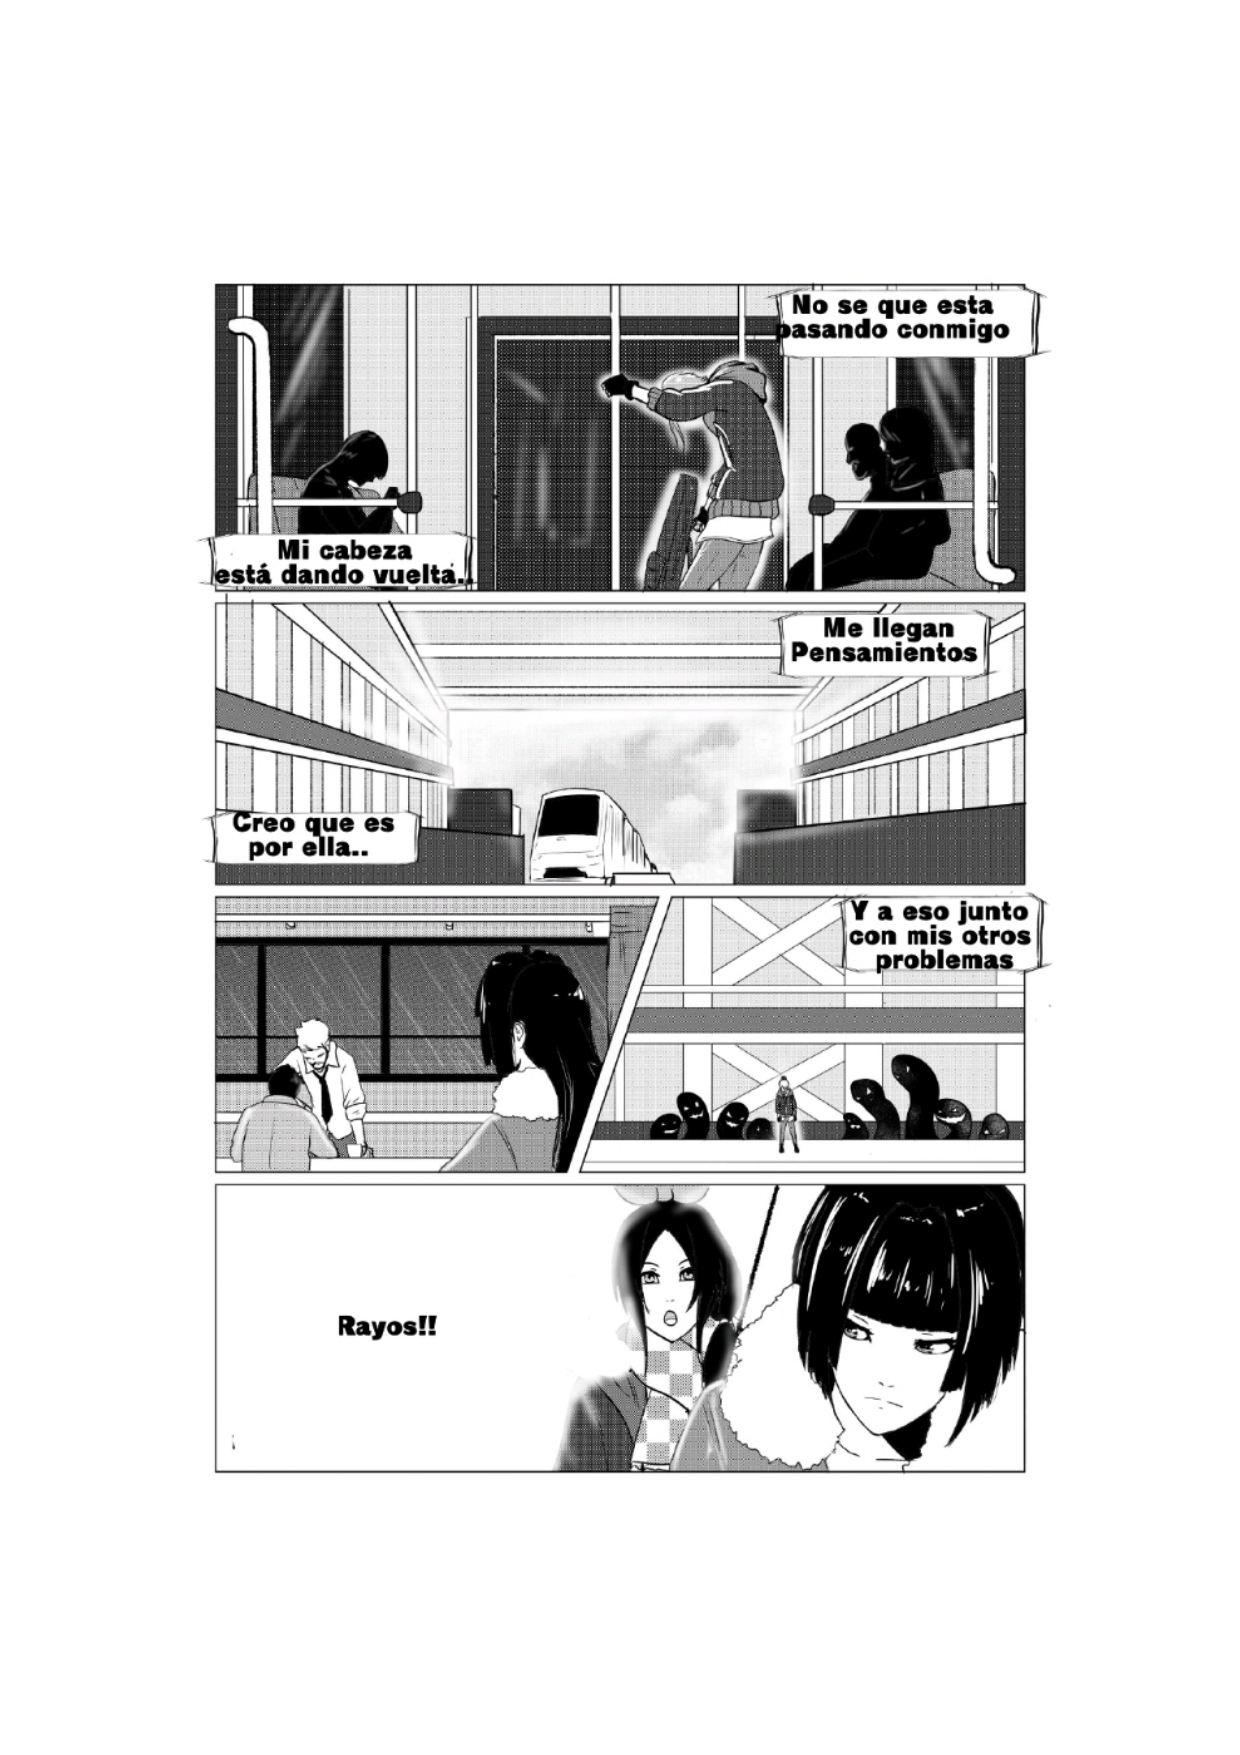 No se que esta
pasando conmigo
Mi cabeza
está dando vuelta..
Me llegan
Pensamientos
Creo que es
por ella..
Y a eso junto
con mis otros
problemas
Rayos!!